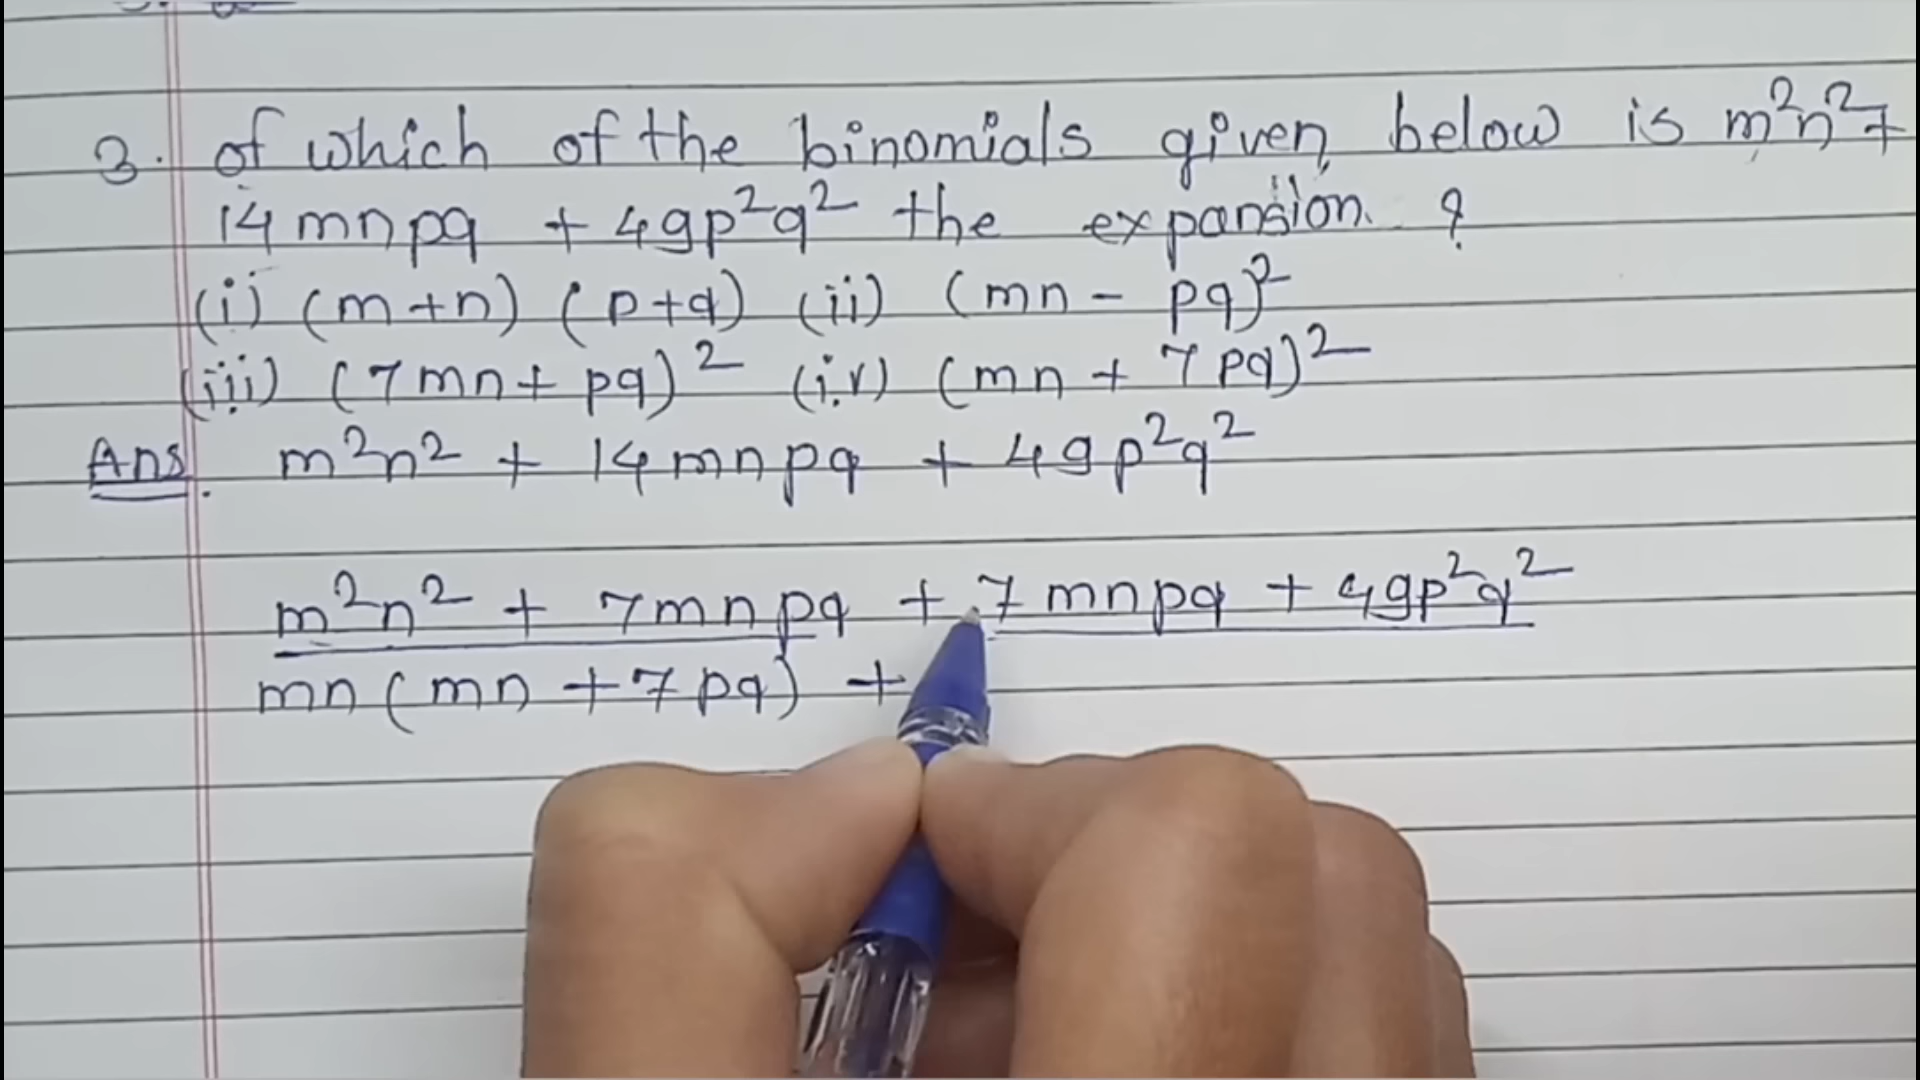 3. of which of the binomials given below is m²n²+
14mnpq + 49p²q² the expansion. ?
(i) (m+n) (p+q) (ii) (mn - pq)²
(iii) (7mn+ pq)² (iv) (mn + 7pq)²
Ans. m²n² + 14mnpq + 49p²q²
m²n² + 7mnpq + 7mnpq + 49p²q²
mn(mn +7pq) +